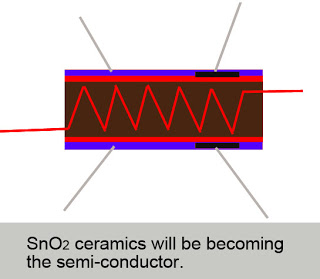 SnO2 ceramics will be becoming
the semi-conductor.